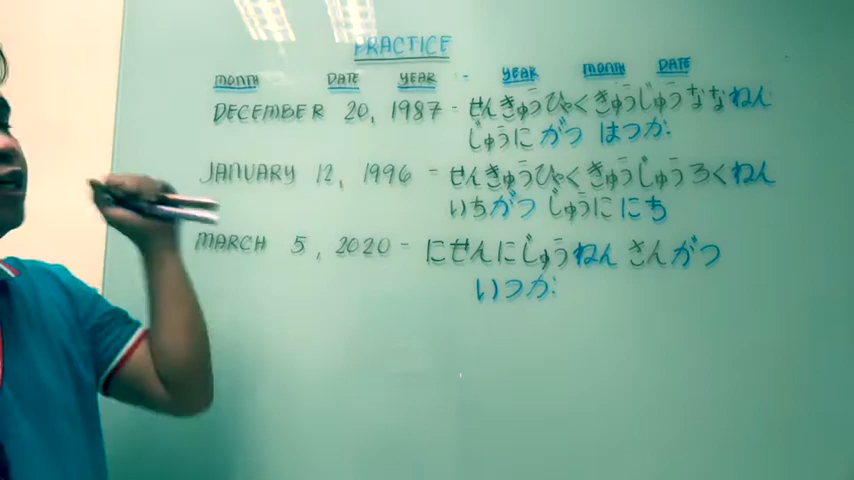 PRACTICE
MONTH DATE YEAR - YEAR MONTH DATE
DECEMBER 20, 1987 - せんきゅうひゃくきゅうじゅうななねん
じゅうにがつ はつか.
JANUARY 12, 1996 - せんきゅうひゃくきゅうじゅうろくねん
いちがつ じゅうに にち
MARCH 5, 2020 - にせんにじゅうねん さんがつ
いつか.